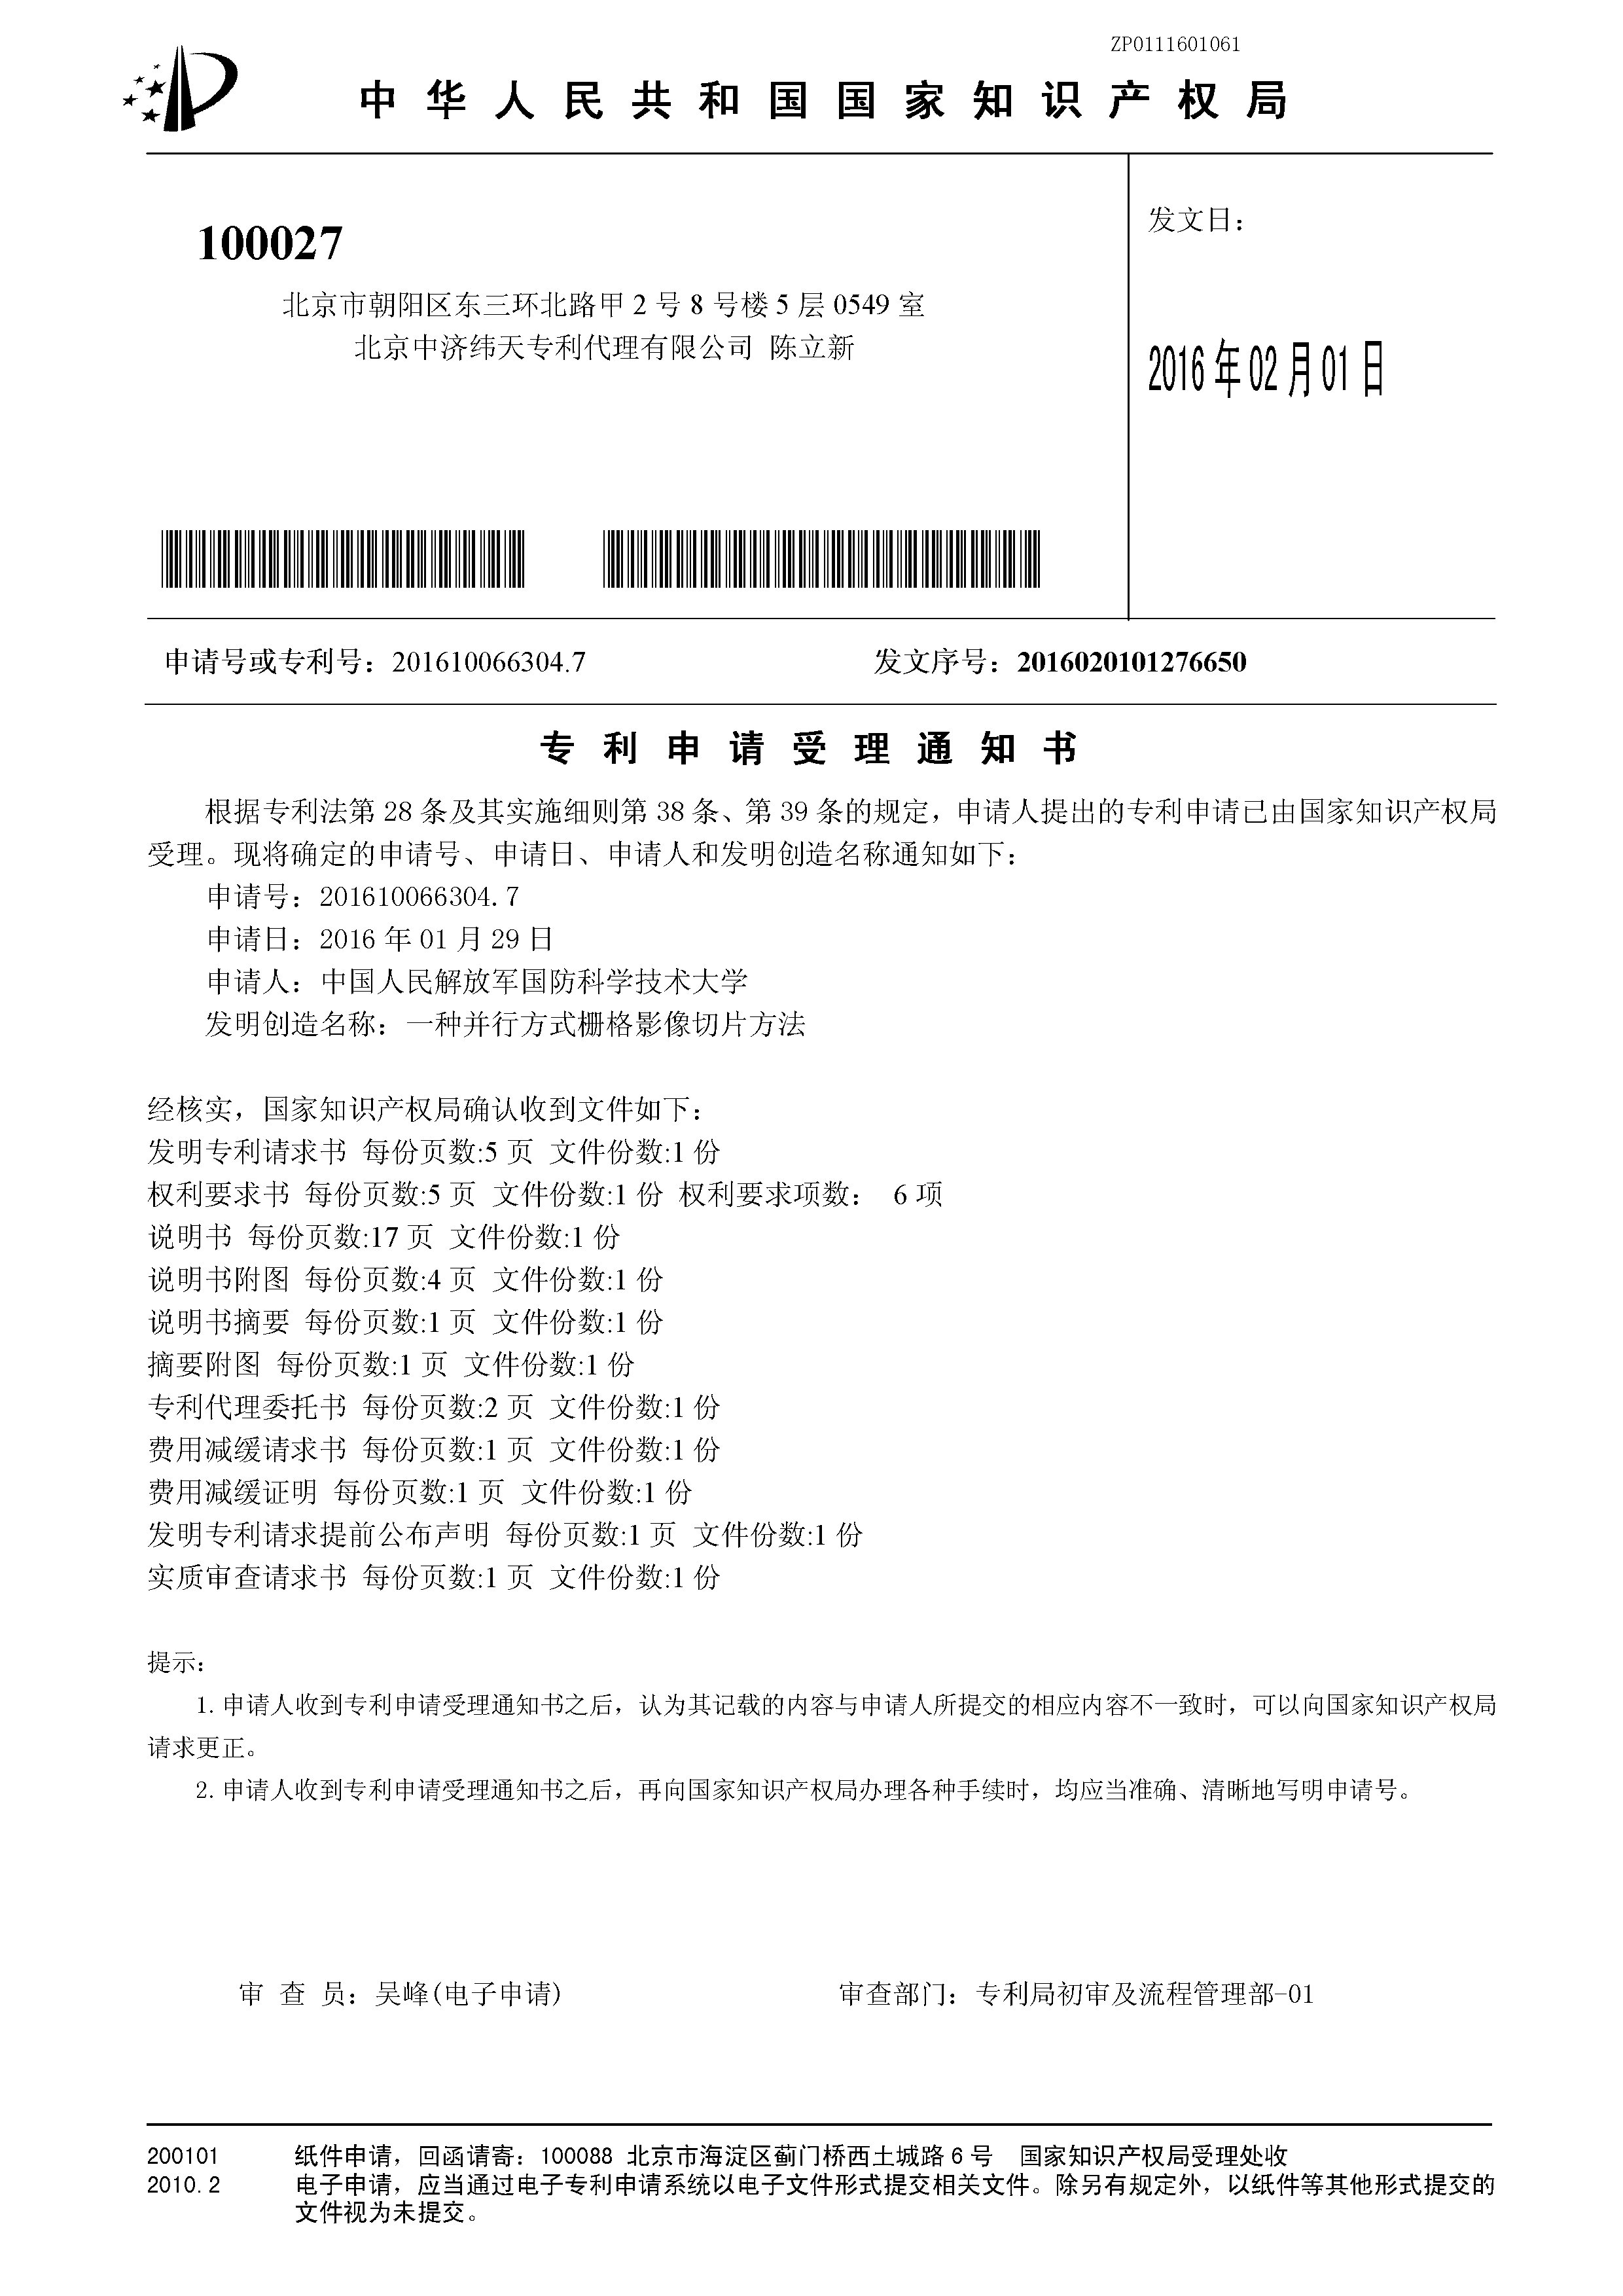 ZP0111601061
中华人民共和国国家知识产权局
100027
北京市朝阳区东三环北路甲 2 号 8 号楼 5 层 0549 室
北京中济纬天专利代理有限公司 陈立新
发文日：
2016 年 02 月 01 日
申请号或专利号：201610066304.7
发文序号：2016020101276650
专利申请受理通知书
根据专利法第 28 条及其实施细则第 38 条、第 39 条的规定，申请人提出的专利申请已由国家知识产权局
受理。现将确定的申请号、申请日、申请人和发明创造名称通知如下：
申请号：201610066304.7
申请日：2016 年 01 月 29 日
申请人：中国人民解放军国防科学技术大学
发明创造名称：一种并行方式栅格影像切片方法
经核实，国家知识产权局确认收到文件如下：
发明专利请求书 每份页数:5 页 文件份数:1 份
权利要求书 每份页数:5 页 文件份数:1 份 权利要求项数： 6 项
说明书 每份页数:17 页 文件份数:1 份
说明书附图 每份页数:4 页 文件份数:1 份
说明书摘要 每份页数:1 页 文件份数:1 份
摘要附图 每份页数:1 页 文件份数:1 份
专利代理委托书 每份页数:2 页 文件份数:1 份
费用减缓请求书 每份页数:1 页 文件份数:1 份
费用减缓证明 每份页数:1 页 文件份数:1 份
发明专利请求提前公布声明 每份页数:1 页 文件份数:1 份
实质审查请求书 每份页数:1 页 文件份数:1 份
提示：
1. 申请人收到专利申请受理通知书之后，认为其记载的内容与申请人所提交的相应内容不一致时，可以向国家知识产权局
请求更正。
2. 申请人收到专利申请受理通知书之后，再向国家知识产权局办理各种手续时，均应当准确、清晰地写明申请号。
审 查 员：吴峰(电子申请)
审查部门：专利局初审及流程管理部-01
200101 纸件申请，回函请寄：100088 北京市海淀区蓟门桥西土城路 6 号 国家知识产权局受理处收
2010.2 电子申请，应当通过电子专利申请系统以电子文件形式提交相关文件。除另有规定外，以纸件等其他形式提交的
文件视为未提交。